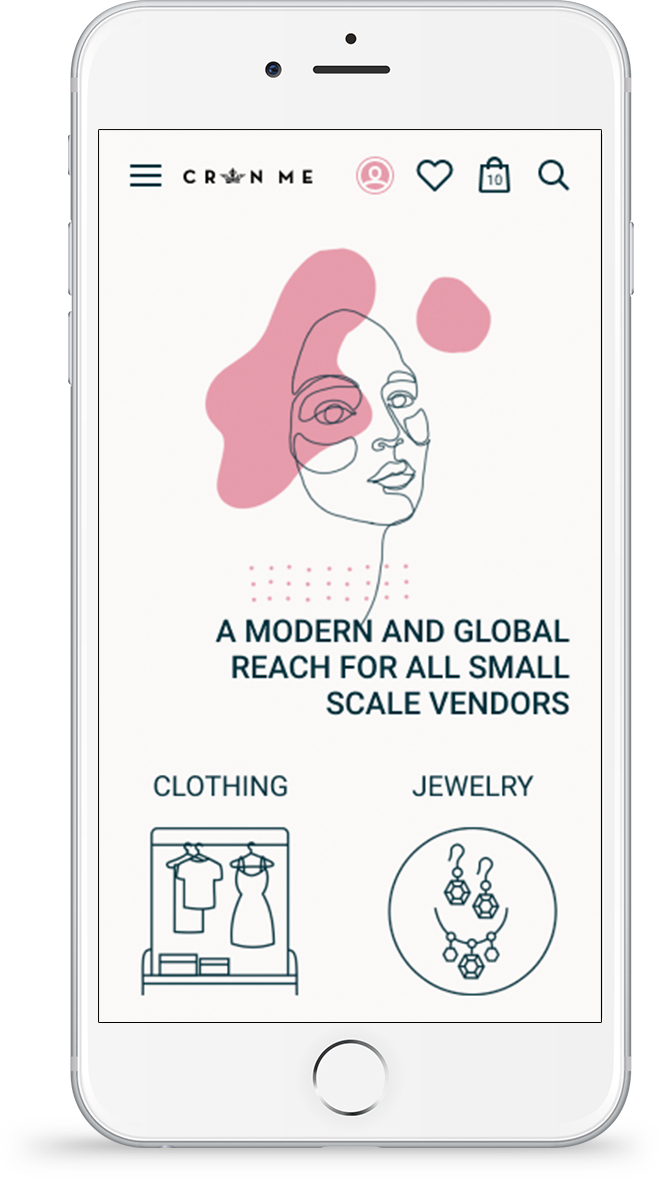 CR N ME
10
A MODERN AND GLOBAL
REACH FOR ALL SMALL
SCALE VENDORS
CLOTHING
JEWELRY